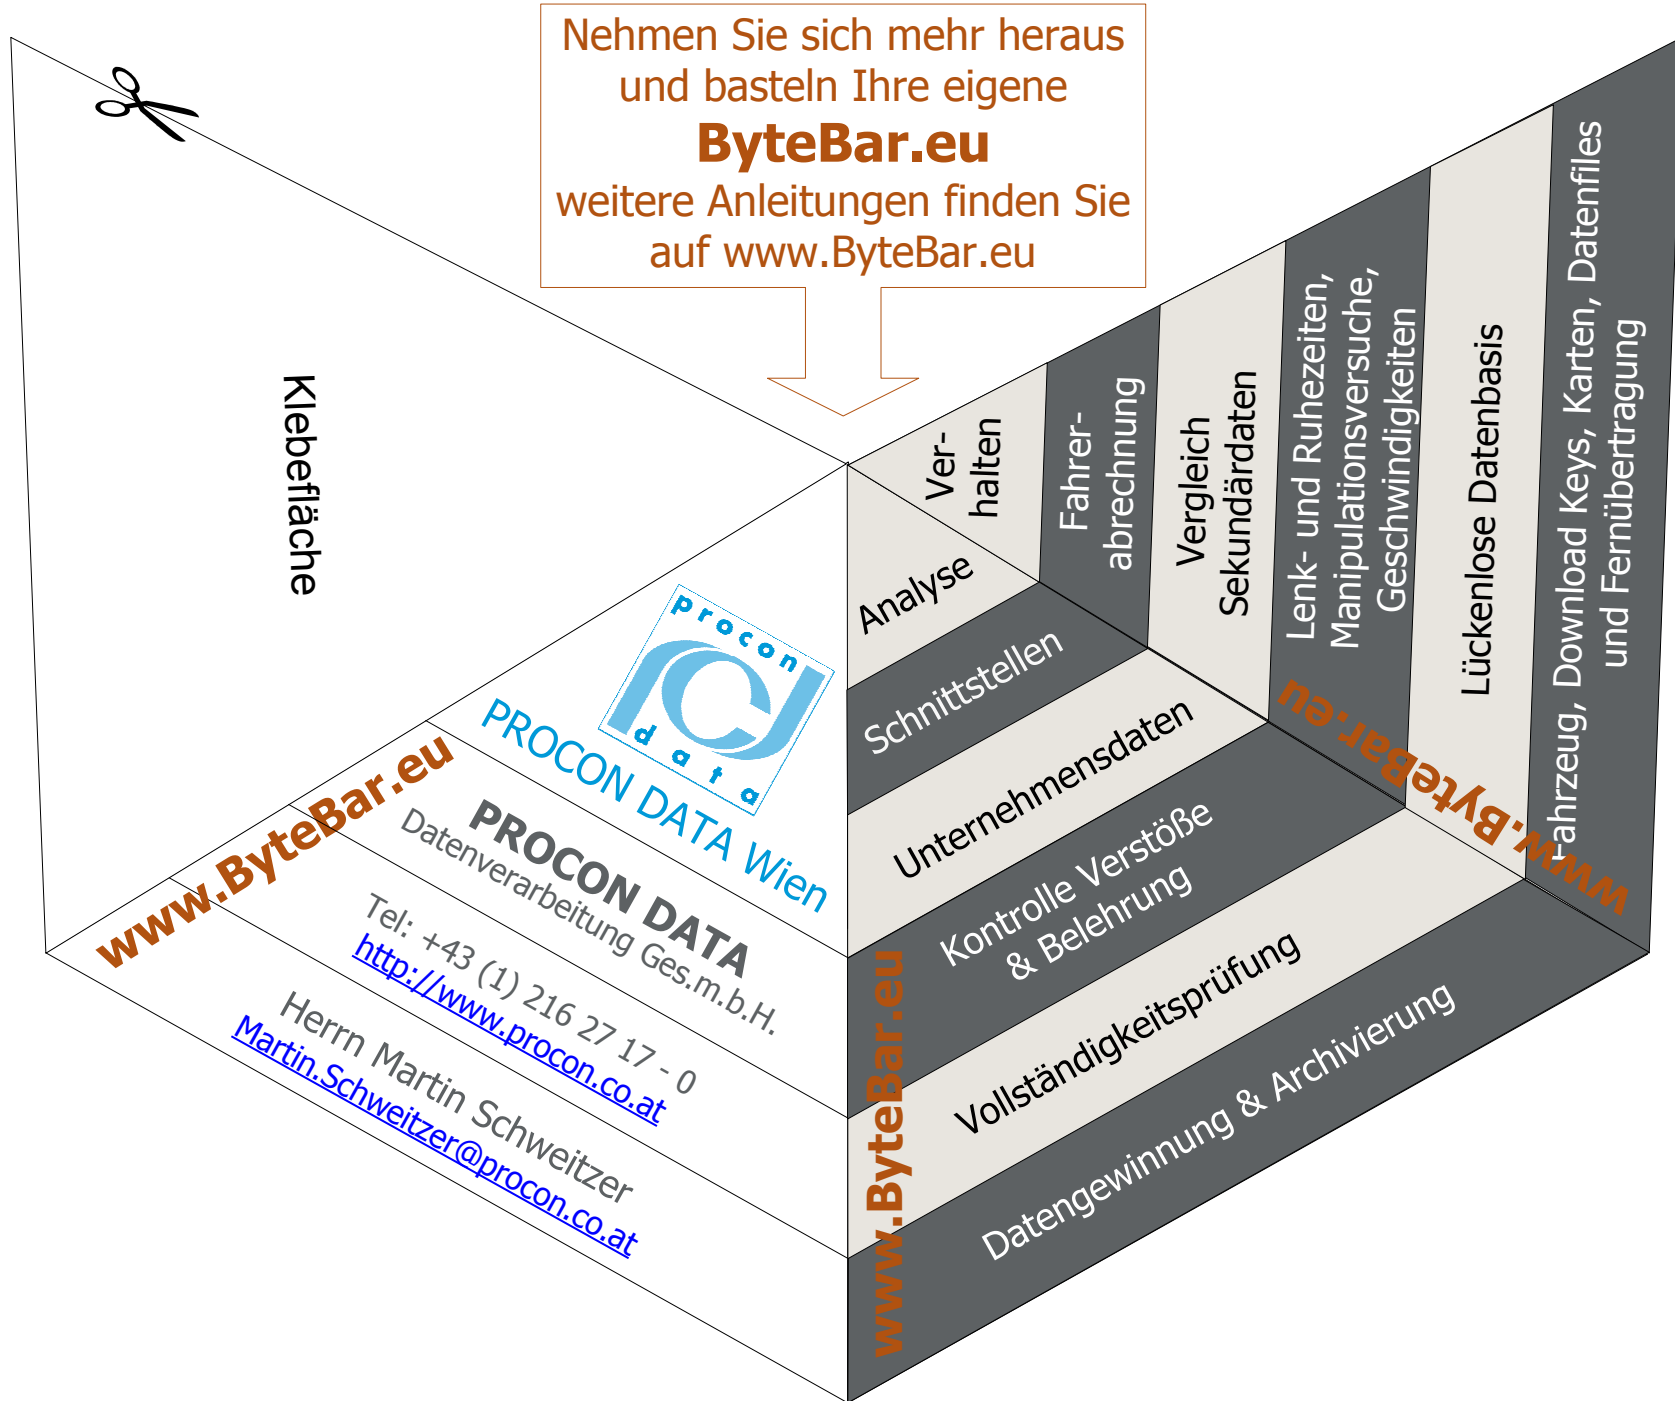 Nehmen Sie sich mehr heraus
und basteln Ihre eigene
ByteBar.eu
weitere Anleitungen finden Sie
auf www.ByteBar.eu
Klebefläche
procon
data
PROCON DATA Wien
PROCON DATA
Datenverarbeitung Ges.m.b.H.
Tel: +43 (1) 216 27 17 - 0
http://www.procon.co.at
Herrn Martin Schweitzer
Martin.Schweitzer@procon.co.at
www.ByteBar.eu
Analyse
Schnittstellen
Unternehmensdaten
Kontrolle Verstöße
& Belehrung
Vollständigkeitsprüfung
Datengewinnung & Archivierung
www.ByteBar.eu
Ver-
halten
Fahrer-
abrechnung
Vergleich
Sekundärdaten
Lenk- und Ruhezeiten,
Manipulationsversuche,
Geschwindigkeiten
Lückenlose Datenbasis
Fahrzeug, Download Keys, Karten, Datenfiles
und Fernübertragung
www.ByteBar.eu